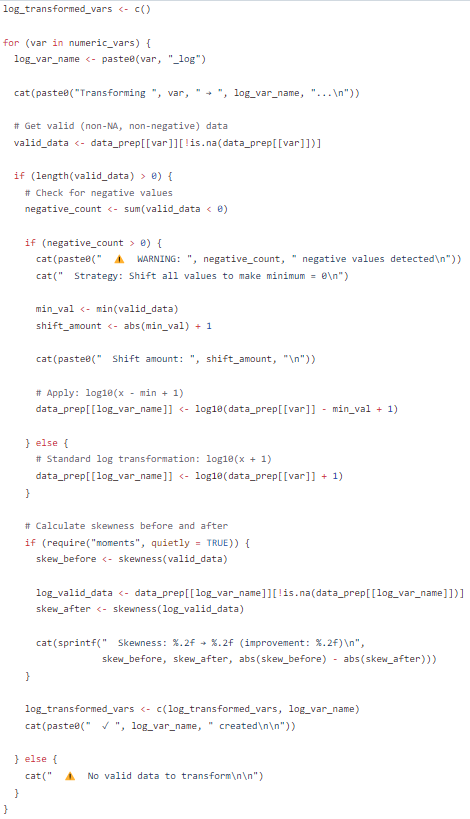 log_transformed_vars <- c()

for (var in numeric_vars) {
  log_var_name <- paste0(var, "_log")

  cat(paste0("Transforming ", var, " → ", log_var_name, "...\n"))

  # Get valid (non-NA, non-negative) data
  valid_data <- data_prep[[var]][!is.na(data_prep[[var]])]

  if (length(valid_data) > 0) {
    # Check for negative values
    negative_count <- sum(valid_data < 0)

    if (negative_count > 0) {
      cat(paste0("  ⚠️  WARNING: ", negative_count, " negative values detected\n"))
      cat("  Strategy: Shift all values to make minimum = 0\n")

      min_val <- min(valid_data)
      shift_amount <- abs(min_val) + 1

      cat(paste0("  Shift amount: ", shift_amount, "\n"))

      # Apply: log10(x - min + 1)
      data_prep[[log_var_name]] <- log10(data_prep[[var]] - min_val + 1)

    } else {
      # Standard log transformation: log10(x + 1)
      data_prep[[log_var_name]] <- log10(data_prep[[var]] + 1)
    }

    # Calculate skewness before and after
    if (require("moments", quietly = TRUE)) {
      skew_before <- skewness(valid_data)

      log_valid_data <- data_prep[[log_var_name]][!is.na(data_prep[[log_var_name]])]
      skew_after <- skewness(log_valid_data)

      cat(sprintf("  Skewness: %.2f → %.2f (improvement: %.2f)\n",
                  skew_before, skew_after, abs(skew_before) - abs(skew_after)))
    }

    log_transformed_vars <- c(log_transformed_vars, log_var_name)
    cat(paste0("  ✓ ", log_var_name, " created\n\n"))

  } else {
    cat("  ⚠️  No valid data to transform\n\n")
  }
}